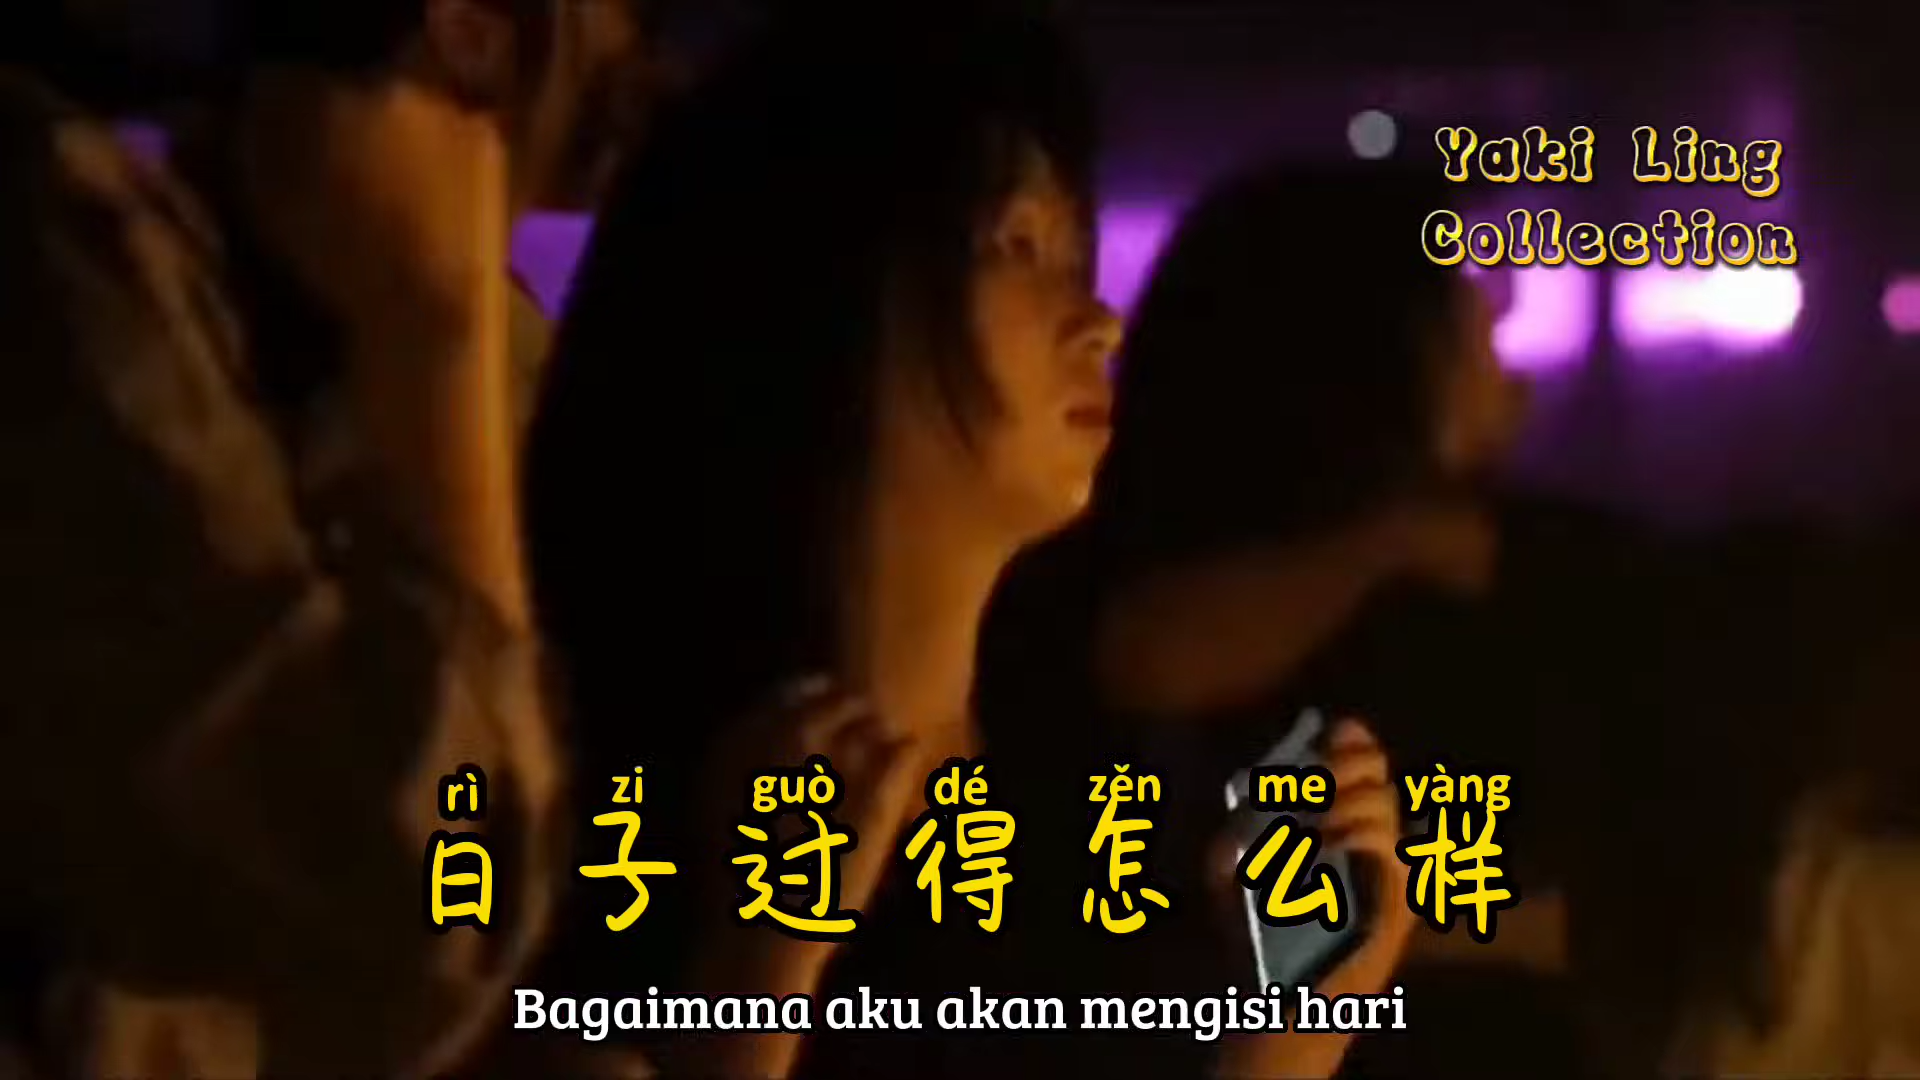 Yaki Ling
Collection
rì zi guò dé zěn me yàng
日子过得怎么样
Bagaimana aku akan mengisi hari